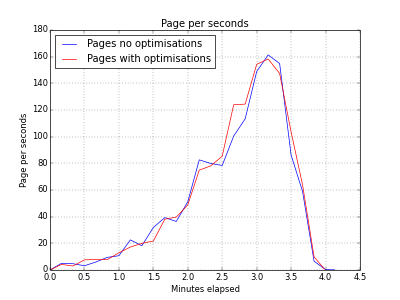 Page per seconds
180
160
140
120
100
80
60
40
20
0
Page per seconds
Pages no optimisations
Pages with optimisations
0.0 0.5 1.0 1.5 2.0 2.5 3.0 3.5 4.0 4.5
Minutes elapsed